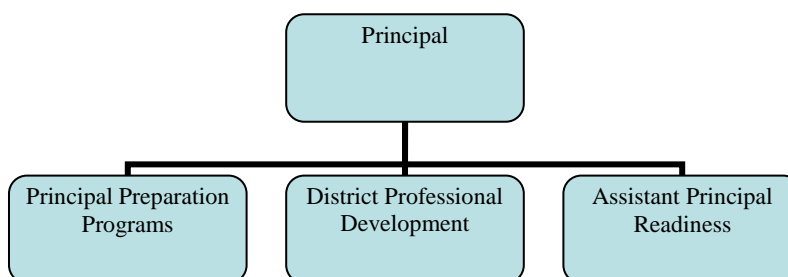 Principal
Principal Preparation
Programs
District Professional
Development
Assistant Principal
Readiness